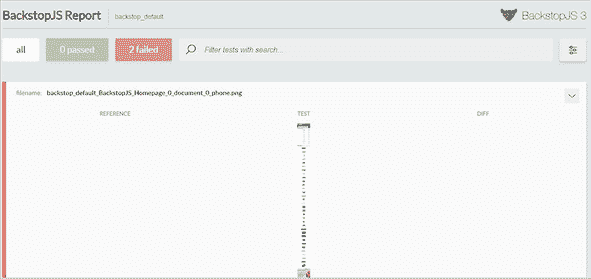 BackstopJS Report backstop_default BackstopJS 3
all 0 passed 2 failed Filter tests with search...
filename: backstop_default_BackstopJS_Homepage_0_document_0_phone.png
REFERENCE TEST DIFF